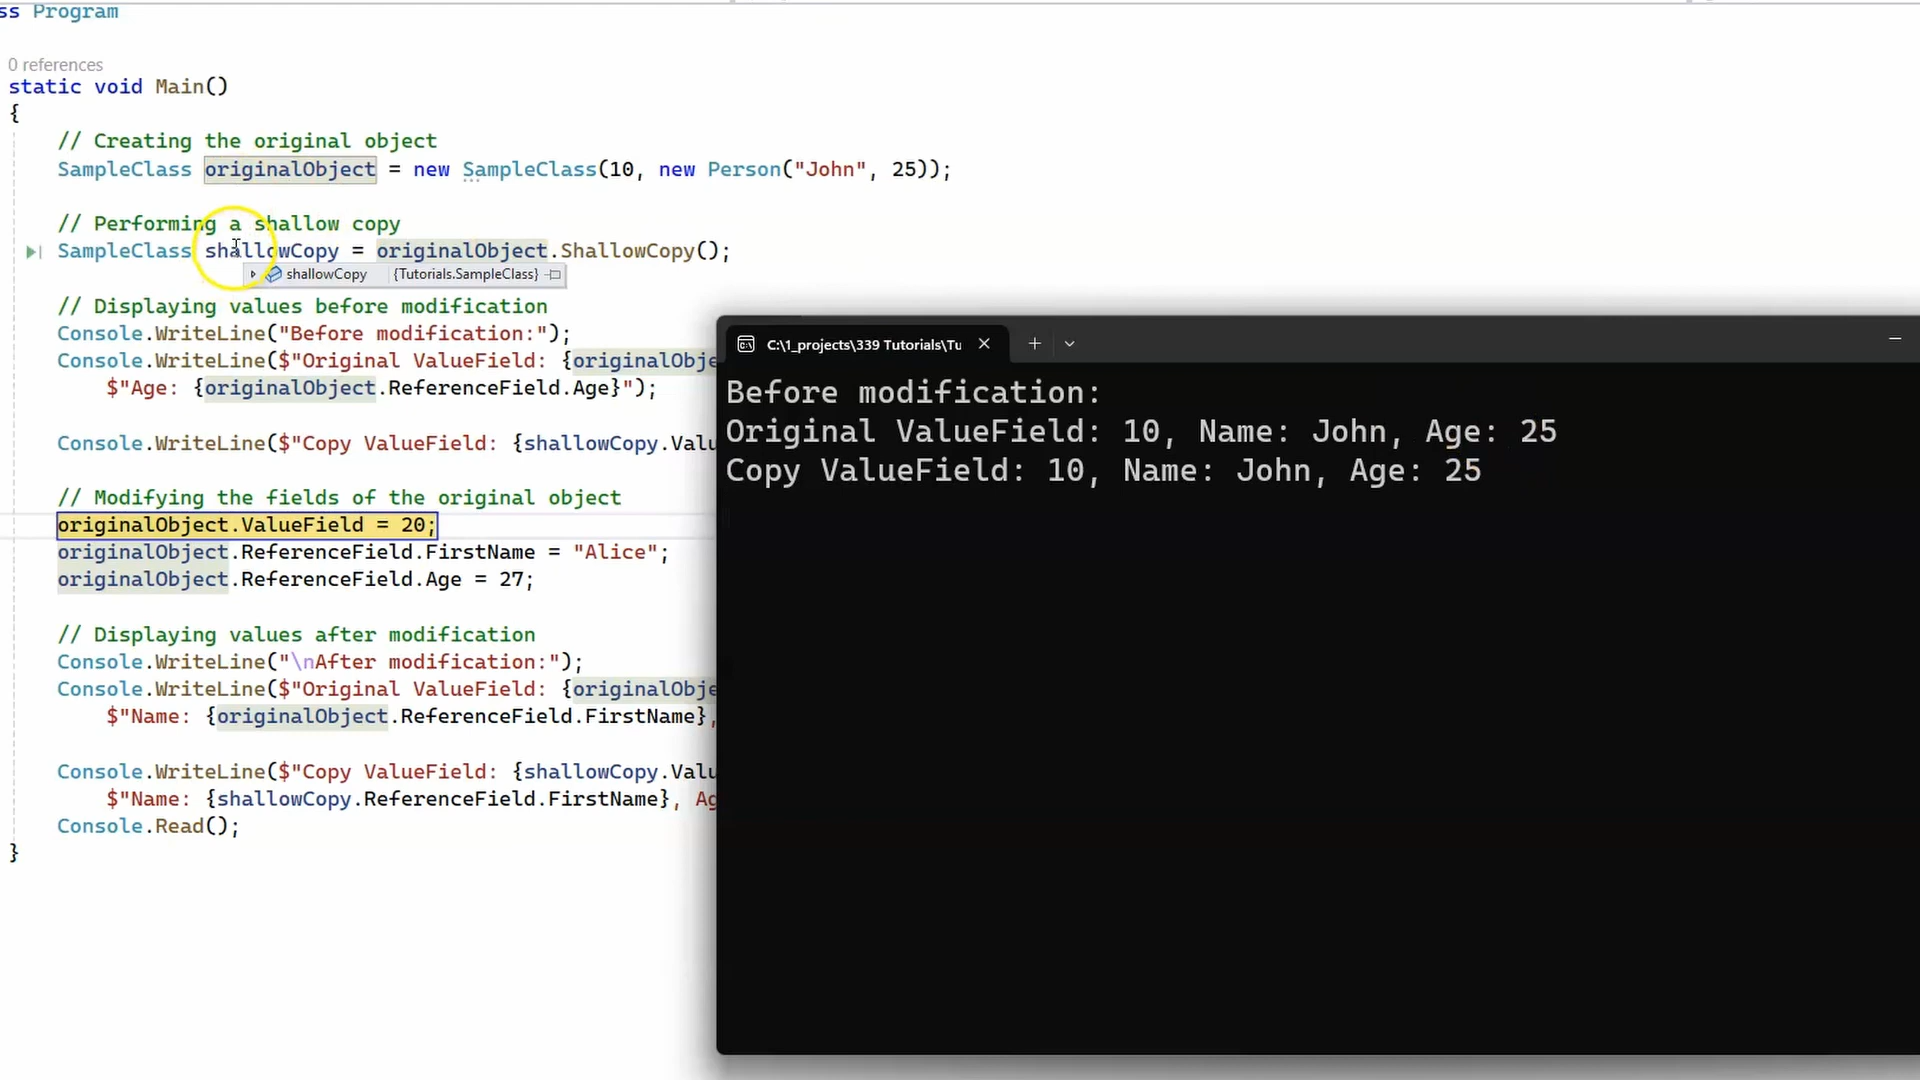 ss Program
0 references
static void Main()
{
// Creating the original object
SampleClass originalObject = new SampleClass(10, new Person("John", 25));
// Performing a shallow copy
SampleClass shallowCopy = originalObject.ShallowCopy();
shallowCopy {Tutorials.SampleClass}
// Displaying values before modification
Console.WriteLine("Before modification:");
Console.WriteLine($"Original ValueField: {originalObje
$"Age: {originalObject.ReferenceField.Age}");
Console.WriteLine($"Copy ValueField: {shallowCopy.Valu
// Modifying the fields of the original object
originalObject.ValueField = 20;
originalObject.ReferenceField.FirstName = "Alice";
originalObject.ReferenceField.Age = 27;
// Displaying values after modification
Console.WriteLine("\nAfter modification:");
Console.WriteLine($"Original ValueField: {originalObje
$"Name: {originalObject.ReferenceField.FirstName},
Console.WriteLine($"Copy ValueField: {shallowCopy.Valu
$"Name: {shallowCopy.ReferenceField.FirstName}, Ag
Console.Read();
}
C:\1_projects\339 Tutorials\Tu
Before modification:
Original ValueField: 10, Name: John, Age: 25
Copy ValueField: 10, Name: John, Age: 25